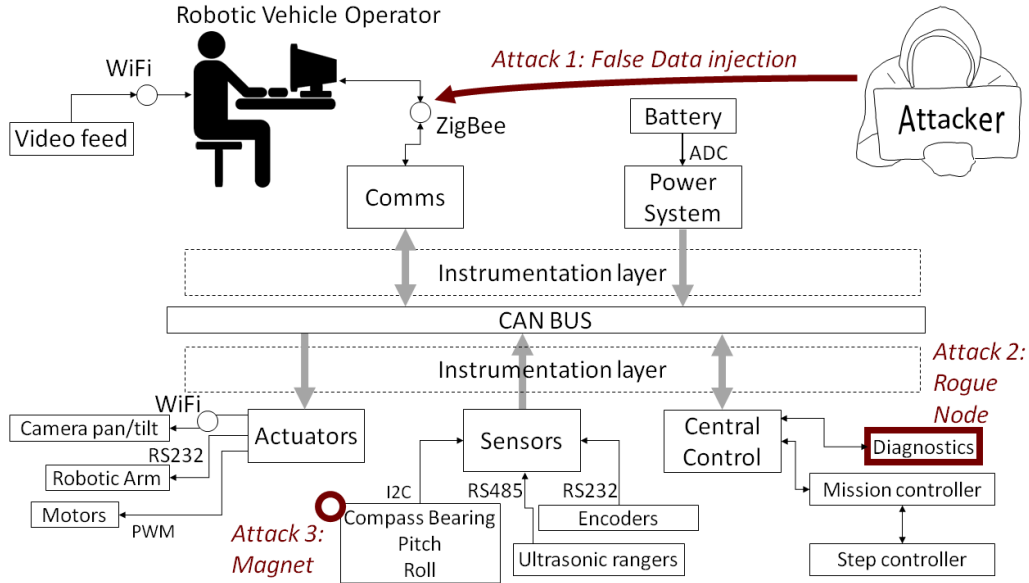 Robotic Vehicle Operator
WiFi
Attack 1: False Data injection
Video feed
ZigBee
Battery
Attacker
ADC
Comms
Power
System
Instrumentation layer
CAN BUS
Instrumentation layer
Attack 2:
Rogue
Node
WiFi
Camera pan/tilt
Actuators
Sensors
Central
Control
Diagnostics
RS232
Robotic Arm
I2C
RS485
RS232
Mission controller
Motors
PWM
Attack 3:
Magnet
Compass Bearing
Pitch
Roll
Encoders
Ultrasonic rangers
Step controller